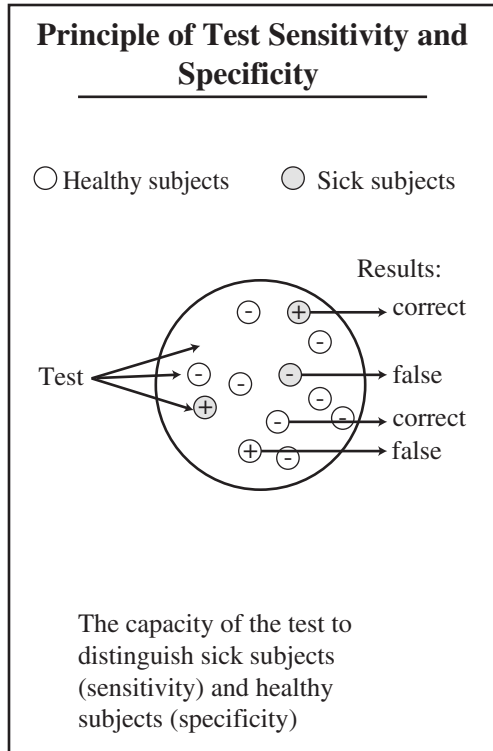 Principle of Test Sensitivity and
Specificity
Healthy subjects Sick subjects
Results:
- + correct
-
Test - - - false
+ -
- - correct
+ - false
The capacity of the test to
distinguish sick subjects
(sensitivity) and healthy
subjects (specificity)